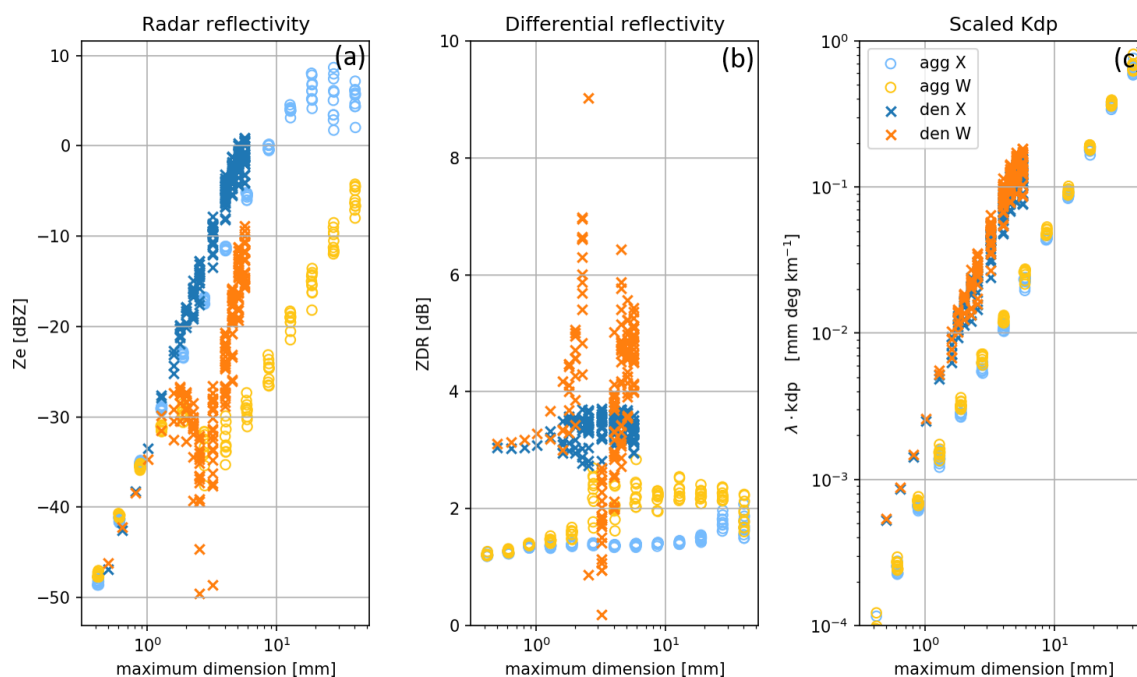 Radar reflectivity
(a)
10
0
−10
−20
−30
−40
−50
Ze [dBZ]
10⁰
10¹
maximum dimension [mm]
Differential reflectivity
(b)
10
8
6
4
2
0
ZDR [dB]
10⁰
10¹
maximum dimension [mm]
Scaled Kdp
(c)
agg X
agg W
den X
den W
10⁰
10⁻¹
10⁻²
10⁻³
10⁻⁴
λ · kdp [mm deg km⁻¹]
10⁰
10¹
maximum dimension [mm]